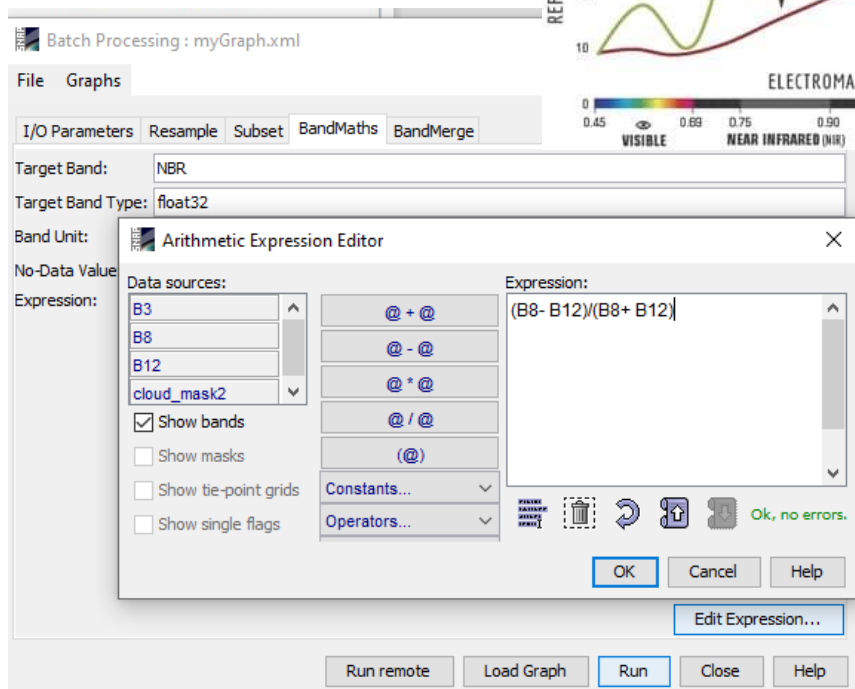 Batch Processing : myGraph.xml
File Graphs
I/O Parameters Resample Subset BandMaths BandMerge
Target Band: NBR
Target Band Type: float32
Band Unit:
No-Data Value
Expression:
10
ELECTROMA
0
0.45 0.69 0.75 0.90
VISIBLE NEAR INFRARED (NIR)
Arithmetic Expression Editor
Data sources:
B3
B8
B12
cloud_mask2
Show bands
Show masks
Show tie-point grids
Show single flags
@ + @
@ - @
@ * @
@ / @
(@)
Constants...
Operators...
Expression:
(B8- B12)/(B8+ B12)
Ok, no errors.
OK Cancel Help
Edit Expression...
Run remote Load Graph Run Close Help